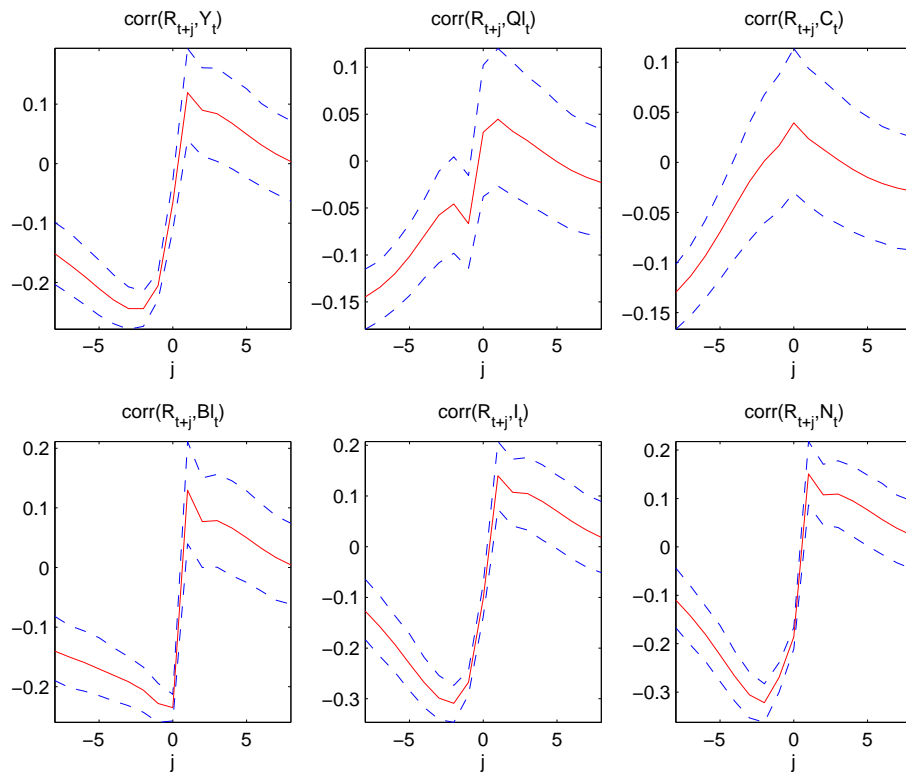 corr(R_{t+j},Y_t) corr(R_{t+j},Ql_t) corr(R_{t+j},C_t)
0.1
0
−0.1
−0.2
−5 0 5
j
0.1
0.05
0
−0.05
−0.1
−0.15
−5 0 5
j
0.1
0.05
0
−0.05
−0.1
−0.15
−5 0 5
j
corr(R_{t+j},Bl_t) corr(R_{t+j},I_t) corr(R_{t+j},N_t)
0.2
0.1
0
−0.1
−0.2
−5 0 5
j
0.2
0.1
0
−0.1
−0.2
−0.3
−5 0 5
j
0.2
0.1
0
−0.1
−0.2
−0.3
−5 0 5
j